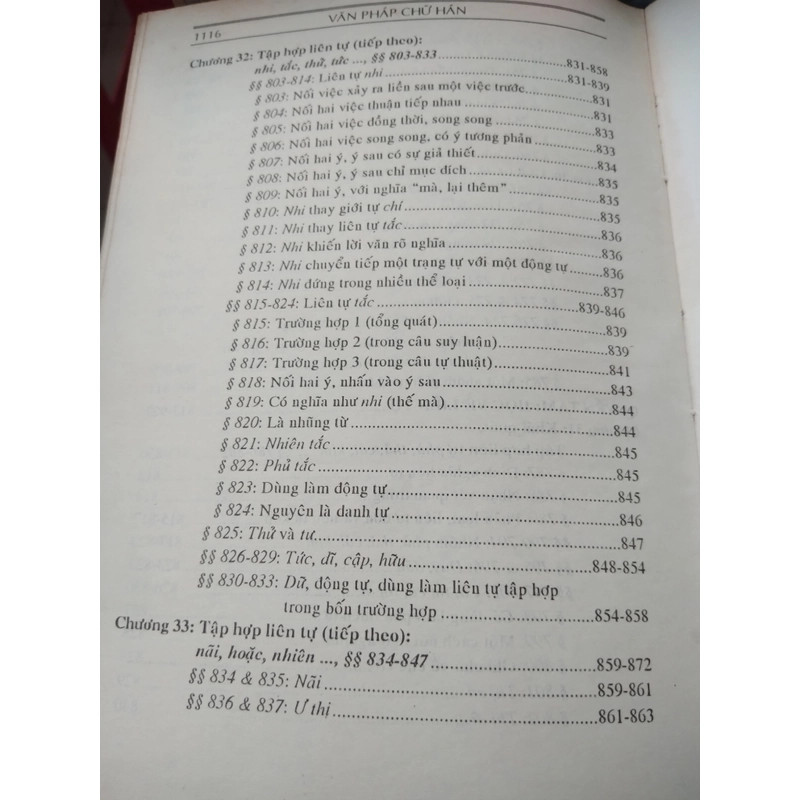 1116 VĂN PHÁP CHỮ HÁN
Chương 32: Tập hợp liên tự (tiếp theo):
nhi, tắc, thử, tức ..., §§ 803-833 ... 831-858
§§ 803-814: Liên tự nhi ... 831-839
§ 803: Nối việc xảy ra liền sau một việc trước ... 831
§ 804: Nối hai việc thuận tiếp nhau ... 831
§ 805: Nối hai việc đồng thời, song song ... 833
§ 806: Nối hai việc song song, có ý tương phản ... 833
§ 807: Nối hai ý, ý sau có sự giả thiết ... 834
§ 808: Nối hai ý, ý sau chỉ mục đích ... 835
§ 809: Nối hai ý, với nghĩa “mà, lại thêm” ... 835
§ 810: Nhi thay giới tự chí ... 835
§ 811: Nhi thay liên tự tắc ... 836
§ 812: Nhi khiến lời văn rõ nghĩa ... 836
§ 813: Nhi chuyển tiếp một trạng tự với một động tự ... 836
§ 814: Nhi đứng trong nhiều thể loại ... 837
§§ 815-824: Liên tự tắc ... 839-846
§ 815: Trường hợp 1 (tổng quát) ... 839
§ 816: Trường hợp 2 (trong câu suy luận) ... 839
§ 817: Trường hợp 3 (trong câu tự thuật) ... 841
§ 818: Nối hai ý, nhấn vào ý sau ... 843
§ 819: Có nghĩa như nhi (thế mà) ... 844
§ 820: Là những từ ... 844
§ 821: Nhiên tắc ... 845
§ 822: Phủ tắc ... 845
§ 823: Dùng làm động tự ... 845
§ 824: Nguyên là danh tự ... 846
§ 825: Thử và tư ... 847
§§ 826-829: Tức, dĩ, cập, hữu ... 848-854
§§ 830-833: Dữ, động tự, dùng làm liên tự tập hợp
trong bốn trường hợp ... 854-858
Chương 33: Tập hợp liên tự (tiếp theo):
nãi, hoặc, nhiên ..., §§ 834-847 ... 859-872
§§ 834 & 835: Nãi ... 859-861
§§ 836 & 837: Ư thị ... 861-863